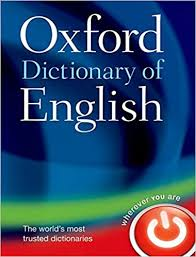 Oxford
Dictionary of
English
The world's most
trusted dictionaries
wherever you are